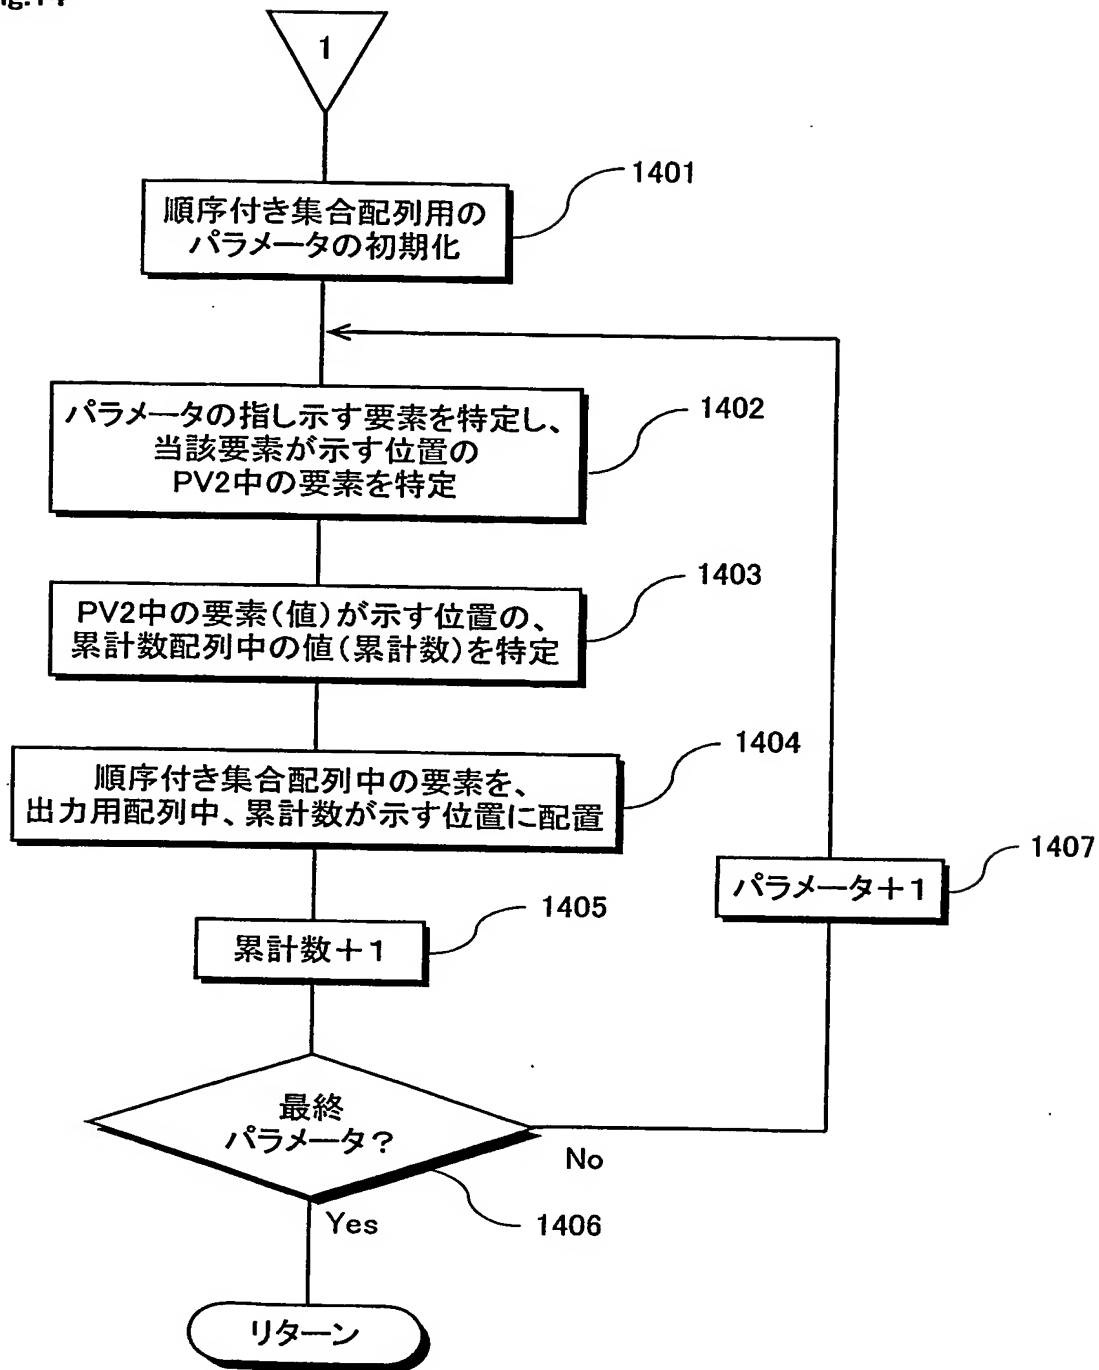 1
1401
順序付き集合配列用の
パラメータの初期化
1402
パラメータの指し示す要素を特定し、
当該要素が示す位置の
PV2中の要素を特定
1403
PV2中の要素(値)が示す位置の、
累計数配列中の値(累計数)を特定
1404
順序付き集合配列中の要素を、
出力用配列中、累計数が示す位置に配置
1407
パラメータ+1
1405
累計数+1
最終
パラメータ?
No
1406
Yes
リターン